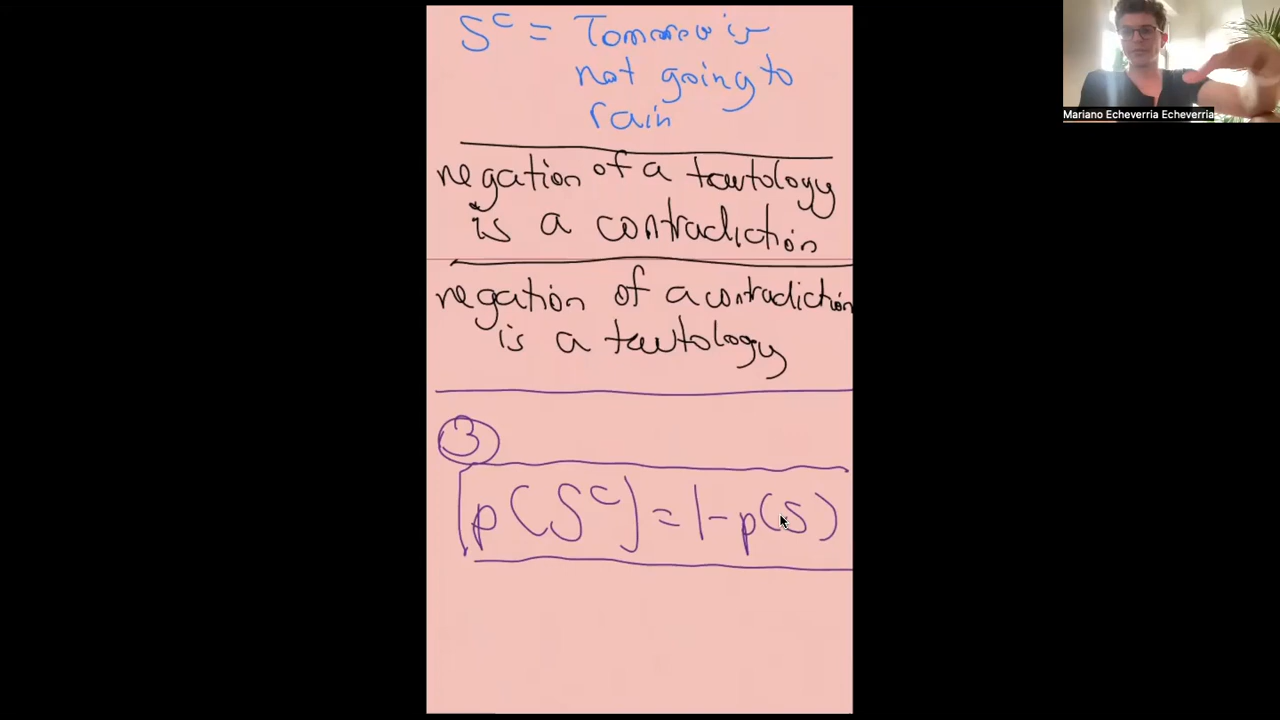 S^c = Tomorrow is
not going to
rain
negation of a tautology
is a contradiction
negation of a contradiction
is a tautology
3
p(S^c) = 1-p(S)
Mariano Echeverria Echeverria